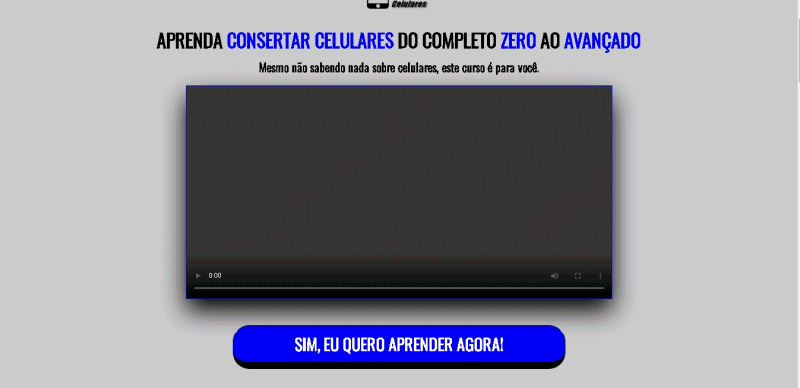 Celulares
APRENDA CONSERTAR CELULARES DO COMPLETO ZERO AO AVANÇADO
Mesmo não sabendo nada sobre celulares, este curso é para você.
0:00
SIM, EU QUERO APRENDER AGORA!